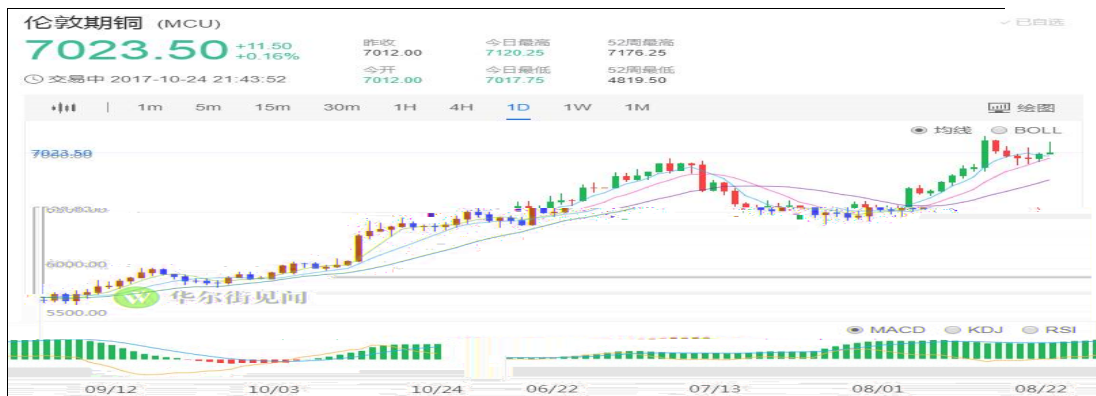 伦敦期铜 (MCU)
已自选
7023.50 +11.50 +0.16%
昨收 今日最高 52周最高
7012.00 7120.25 7176.25
今开 今日最低 52周最低
7012.00 7017.75 4819.50
交易中 2017-10-24 21:43:52
1m 5m 15m 30m 1H 4H 1D 1W 1M 绘图
均线 BOLL
7023.50
6000.00
华尔街见闻
5500.00
MACD KDJ RSI
09/12 10/03 10/24 06/22 07/13 08/01 08/22